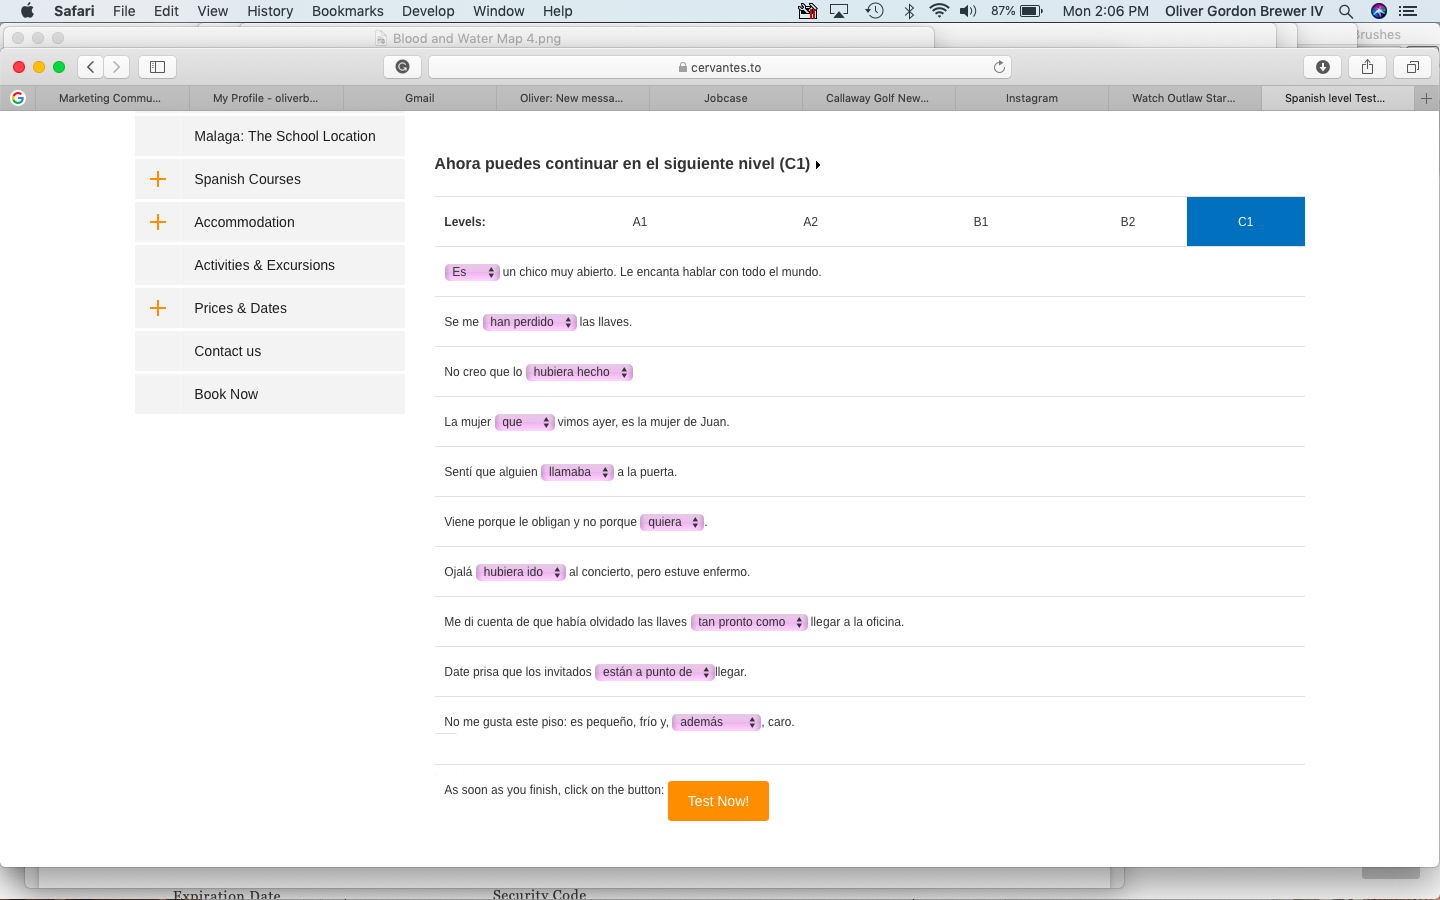 Safari File Edit View History Bookmarks Develop Window Help 87% Mon 2:06 PM Oliver Gordon Brewer IV
Blood and Water Map 4.png
Brushes
cervantes.to
Marketing Commu... My Profile - oliverb... Gmail Oliver: New messa... Jobcase Callaway Golf New... Instagram Watch Outlaw Star... Spanish level Test...
Malaga: The School Location
Spanish Courses
Accommodation
Activities & Excursions
Prices & Dates
Contact us
Book Now
Ahora puedes continuar en el siguiente nivel (C1)
Levels: A1 A2 B1 B2 C1
Es un chico muy abierto. Le encanta hablar con todo el mundo.
Se me han perdido las llaves.
No creo que lo hubiera hecho
La mujer que vimos ayer, es la mujer de Juan.
Sentí que alguien llamaba a la puerta.
Viene porque le obligan y no porque quiera .
Ojalá hubiera ido al concierto, pero estuve enfermo.
Me di cuenta de que había olvidado las llaves tan pronto como llegar a la oficina.
Date prisa que los invitados están a punto de llegar.
No me gusta este piso: es pequeño, frío y, además , caro.
As soon as you finish, click on the button: Test Now!
Expiration Date Security Code